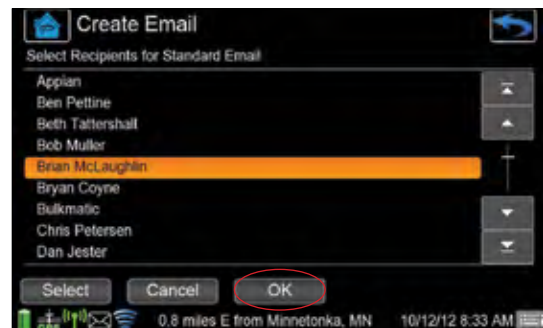 Create Email
Select Recipients for Standard Email
Appian
Ben Pettine
Beth Tattershall
Bob Muller
Brian McLaughlin
Bryan Coyne
Bulkmatic
Chris Petersen
Dan Jester
Select Cancel OK
0.8 miles E from Minnetonka, MN 10/12/12 8:33 AM